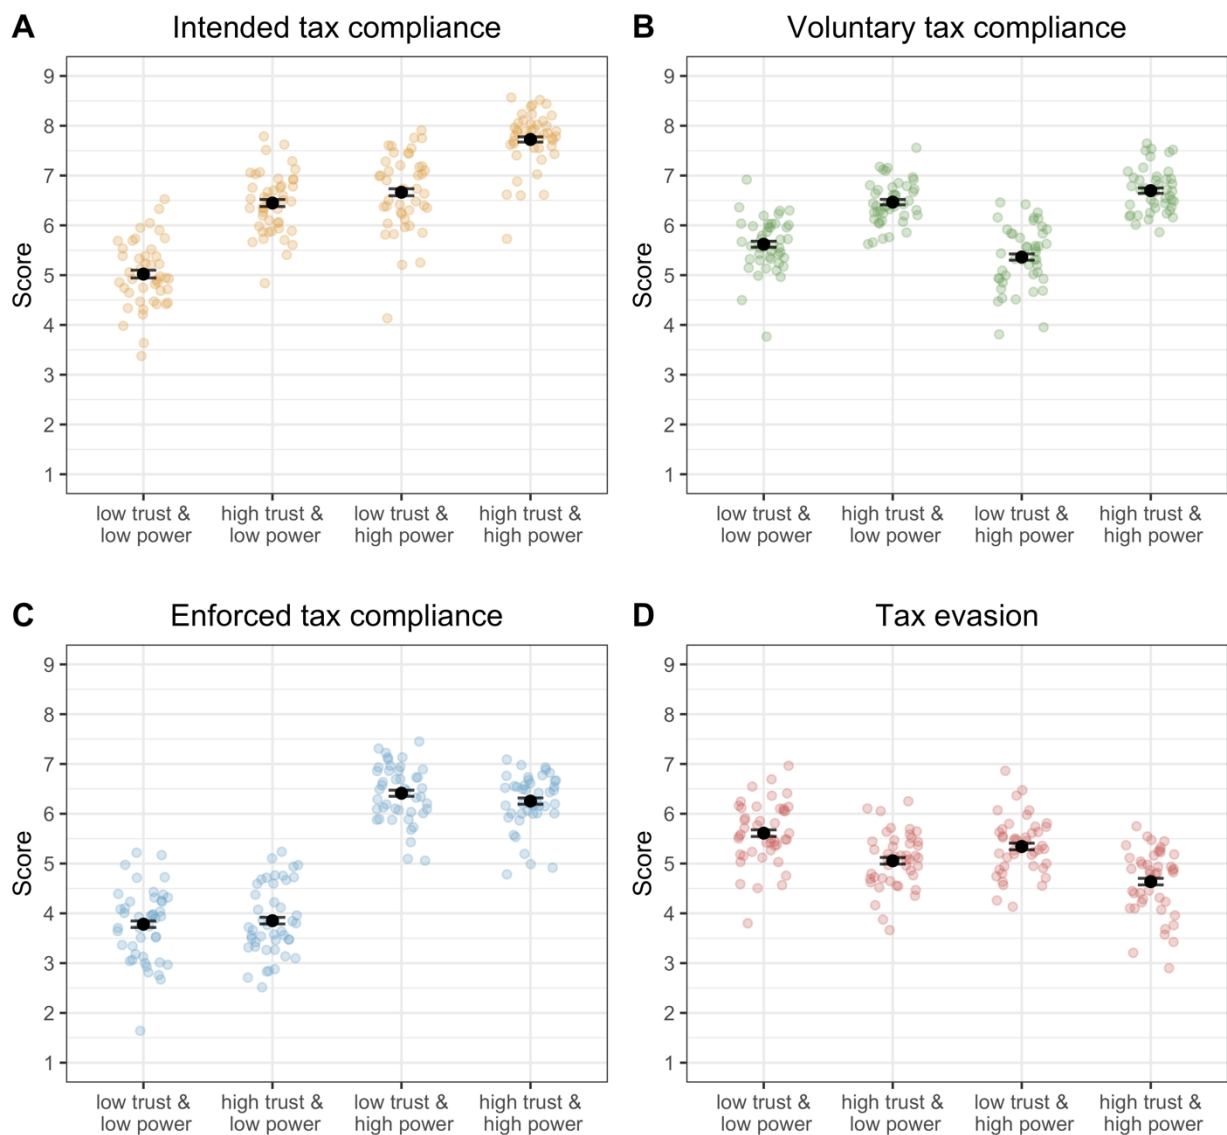 A Intended tax compliance
Score
9
8
7
6
5
4
3
2
1
low trust & high trust & low trust & high trust &
low power low power high power high power
B Voluntary tax compliance
Score
9
8
7
6
5
4
3
2
1
low trust & high trust & low trust & high trust &
low power low power high power high power
C Enforced tax compliance
Score
9
8
7
6
5
4
3
2
1
low trust & high trust & low trust & high trust &
low power low power high power high power
D Tax evasion
Score
9
8
7
6
5
4
3
2
1
low trust & high trust & low trust & high trust &
low power low power high power high power